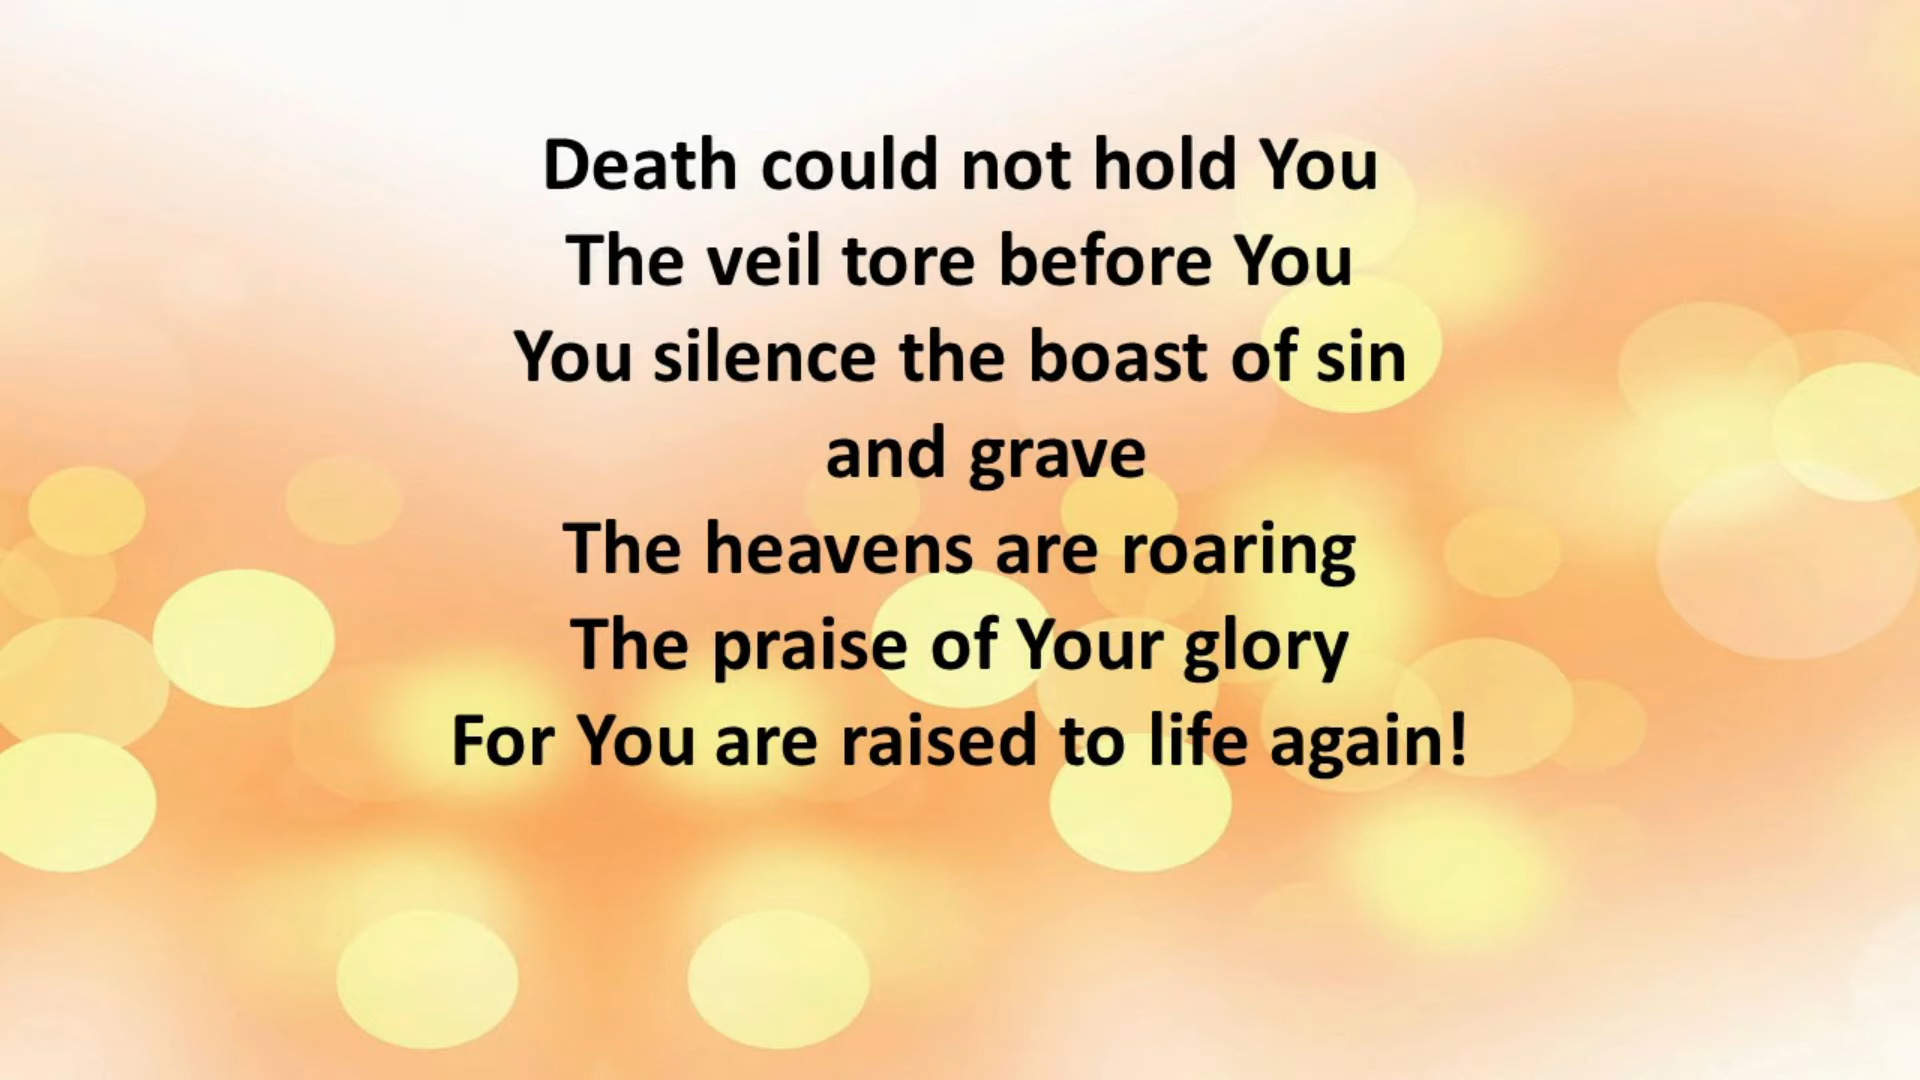 Death could not hold You
The veil tore before You
You silence the boast of sin
and grave
The heavens are roaring
The praise of Your glory
For You are raised to life again!